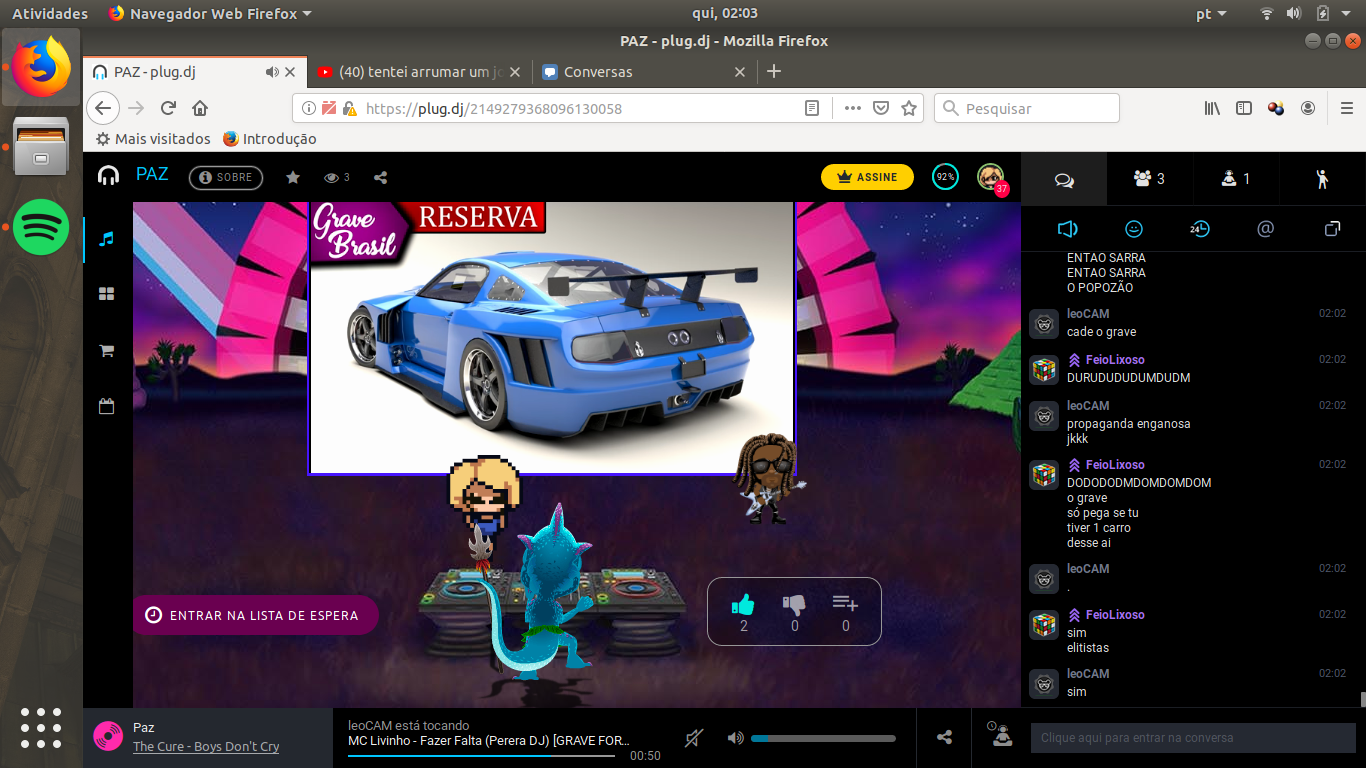 Atividades
Navegador Web Firefox
qui, 02:03
pt
PAZ - plug.dj - Mozilla Firefox
PAZ - plug.dj
(40) tentei arrumar um jo
Conversas
https://plug.dj/2149279368096130058
Pesquisar
Mais visitados
Introdução
PAZ
SOBRE
3
ASSINE
92%
37
3
1
24
@
Grave
Brasil
RESERVA
ENTAO SARRA
ENTAO SARRA
O POPOZÃO
leoCAM 02:02
cade o grave
FeioLixoso 02:02
DURUDUDUDUMDUDM
leoCAM 02:02
propaganda enganosa
jkkk
FeioLixoso 02:02
DODODODMDOMDOMDOM
o grave
só pega se tu
tiver 1 carro
desse ai
leoCAM 02:02
.
FeioLixoso 02:02
sim
elitistas
leoCAM 02:02
sim
ENTRAR NA LISTA DE ESPERA
2
0
0
Paz
The Cure - Boys Don't Cry
leoCAM está tocando
MC Livinho - Fazer Falta (Perera DJ) [GRAVE FOR...
00:50
Clique aqui para entrar na conversa